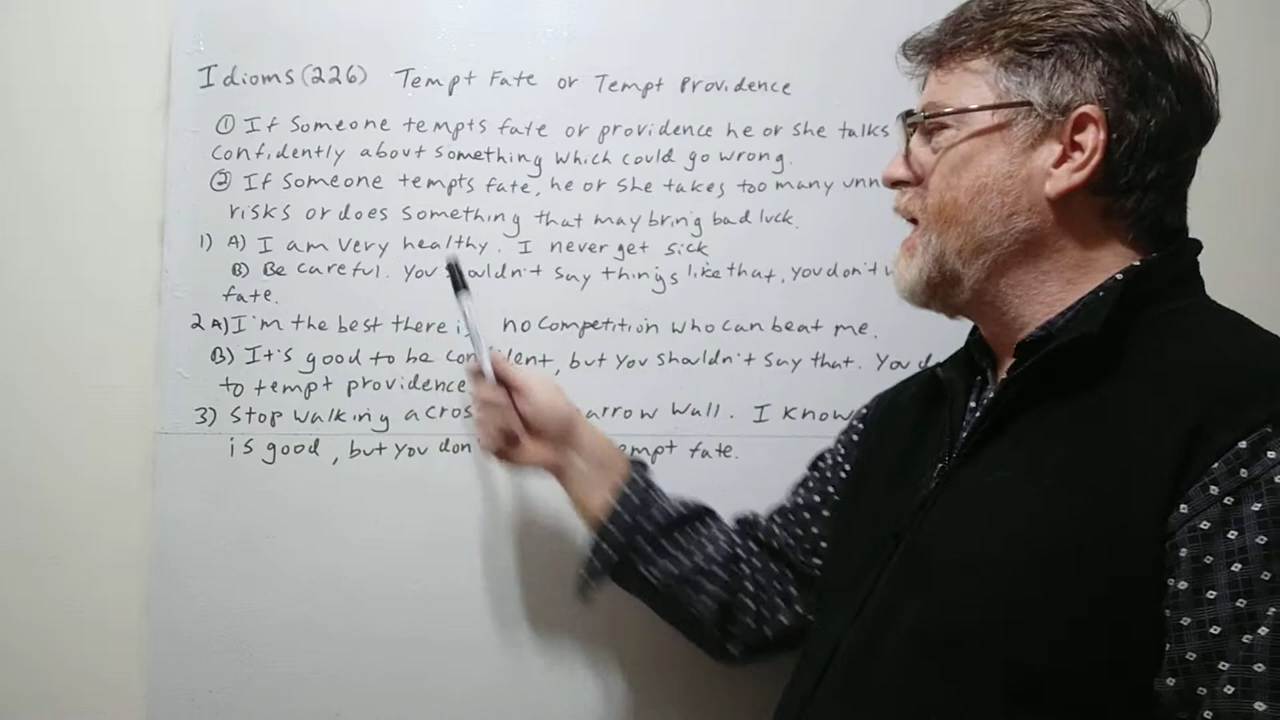 Idioms (226) Tempt Fate or Tempt Providence
① If someone tempts fate or providence he or she talks
confidently about something which could go wrong.
② If someone tempts fate, he or she takes too many
risks or does something that may bring bad luck.
1) A) I am very healthy. I never get sick
B) Be careful. You shouldn't say things like that, you don't
fate.
2 A) I'm the best there is no competition who can beat me.
B) It's good to be confident, but you shouldn't say that. You
to tempt providence
3) Stop walking across narrow wall. I know
is good, but you tempt fate.